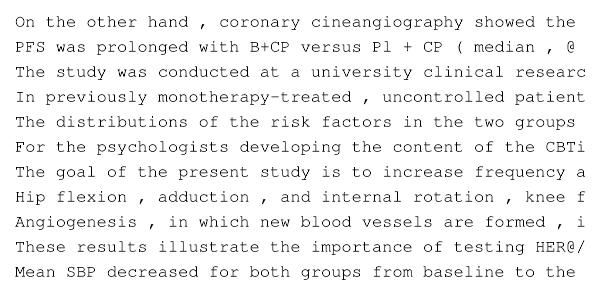 On the other hand , coronary cineangiography showed the
PFS was prolonged with B+CP versus Pl + CP ( median , @
The study was conducted at a university clinical researc
In previously monotherapy-treated , uncontrolled patient
The distributions of the risk factors in the two groups
For the psychologists developing the content of the CBTi
The goal of the present study is to increase frequency a
Hip flexion , adduction , and internal rotation , knee f
Angiogenesis , in which new blood vessels are formed , i
These results illustrate the importance of testing HER@/
Mean SBP decreased for both groups from baseline to the